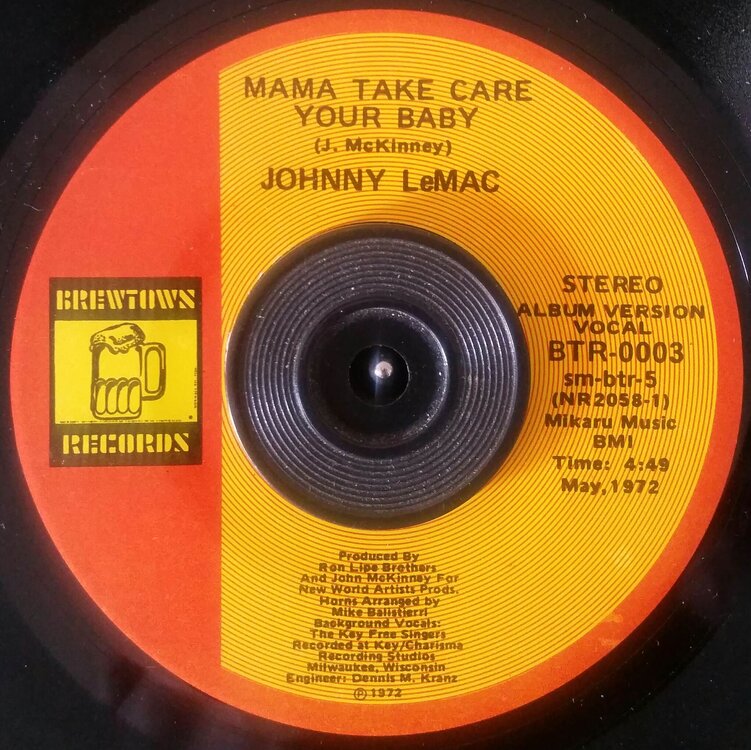 MAMA TAKE CARE
YOUR BABY
(J. McKinney)
JOHNNY LeMAC
BREWTOWN
RECORDS
STEREO
ALBUM VERSION
VOCAL
BTR-0003
sm-btr-5
(NR2058-1)
Mikaru Music
BMI
Time: 4:49
May,1972
Produced By
Ron Lipe Brothers
And John McKinney For
New World Artists Prods.
Horns Arranged by
Mike Balistierri
Background Vocals:
The Key Free Singers
Recorded at Key/Charisma
Recording Studios
Milwaukee, Wisconsin
Engineer: Dennis M. Kranz
℗ 1972